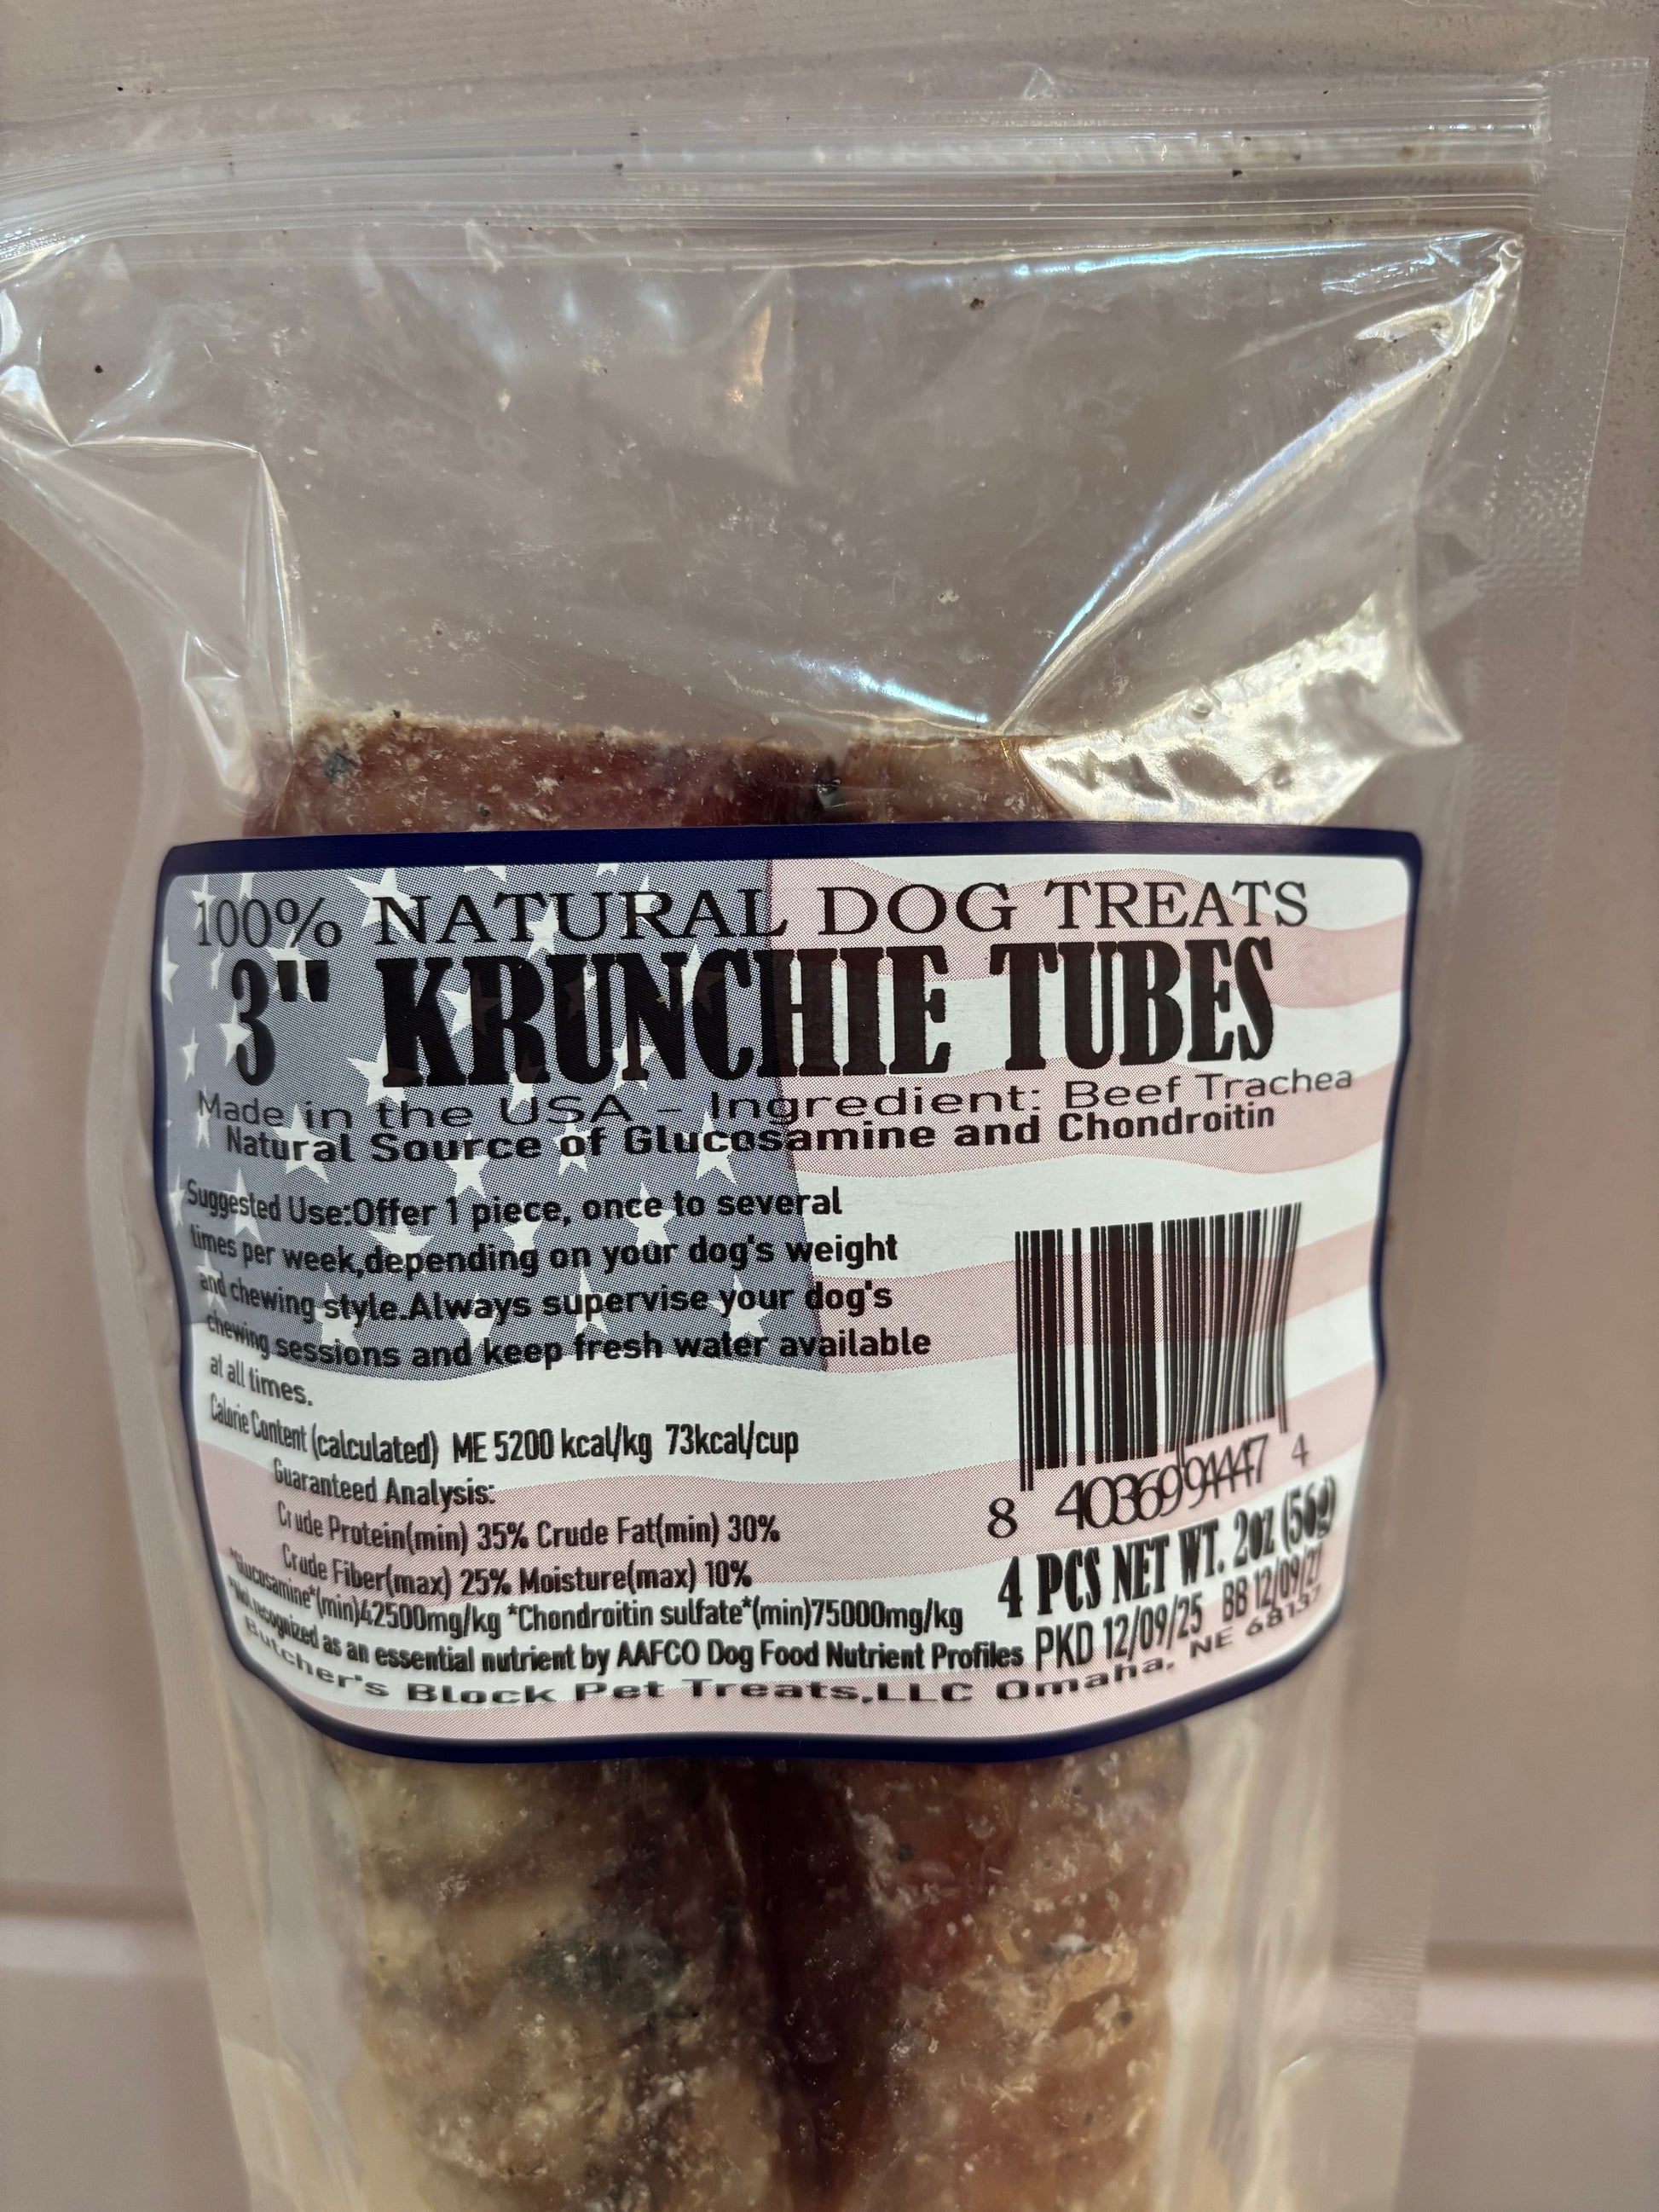 100% NATURAL DOG TREATS
3" KRUNCHIE TUBES
Made in the USA - Ingredient: Beef Trachea
Natural Source of Glucosamine and Chondroitin
Suggested Use:Offer 1 piece, once to several
times per week,depending on your dog's weight
and chewing style.Always supervise your dog's
chewing sessions and keep fresh water available
at all times.
Calorie Content (calculated) ME 5200 kcal/kg 73kcal/cup
Guaranteed Analysis:
Crude Protein(min) 35% Crude Fat(min) 30%
Crude Fiber(max) 25% Moisture(max) 10%
*Glucosamine*(min)42500mg/kg *Chondroitin sulfate*(min)75000mg/kg
*Not recognized as an essential nutrient by AAFCO Dog Food Nutrient Profiles
8 4036994447 4
4 PCS NET WT. 2oz (56g)
PKD 12/09/25 BB 12/09/27
Butcher's Block Pet Treats,LLC Omaha, NE 68137